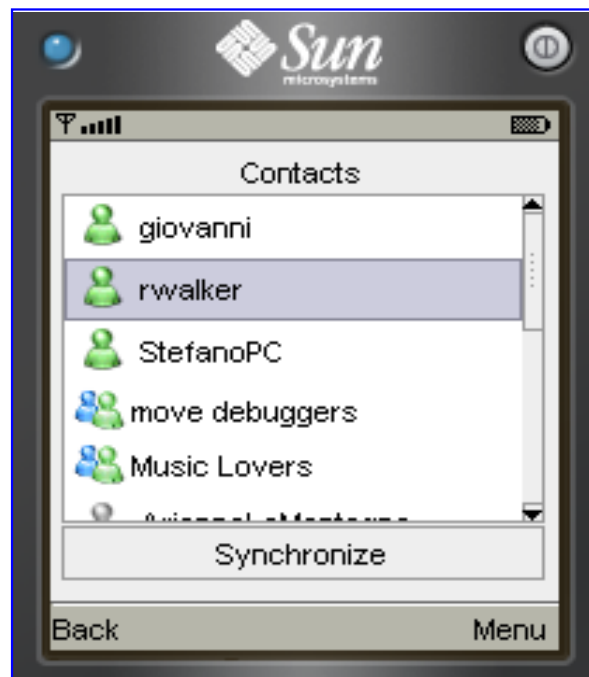 Sun
microsystems
Contacts
giovanni
rwalker
StefanoPC
move debuggers
Music Lovers
Synchronize
Back Menu